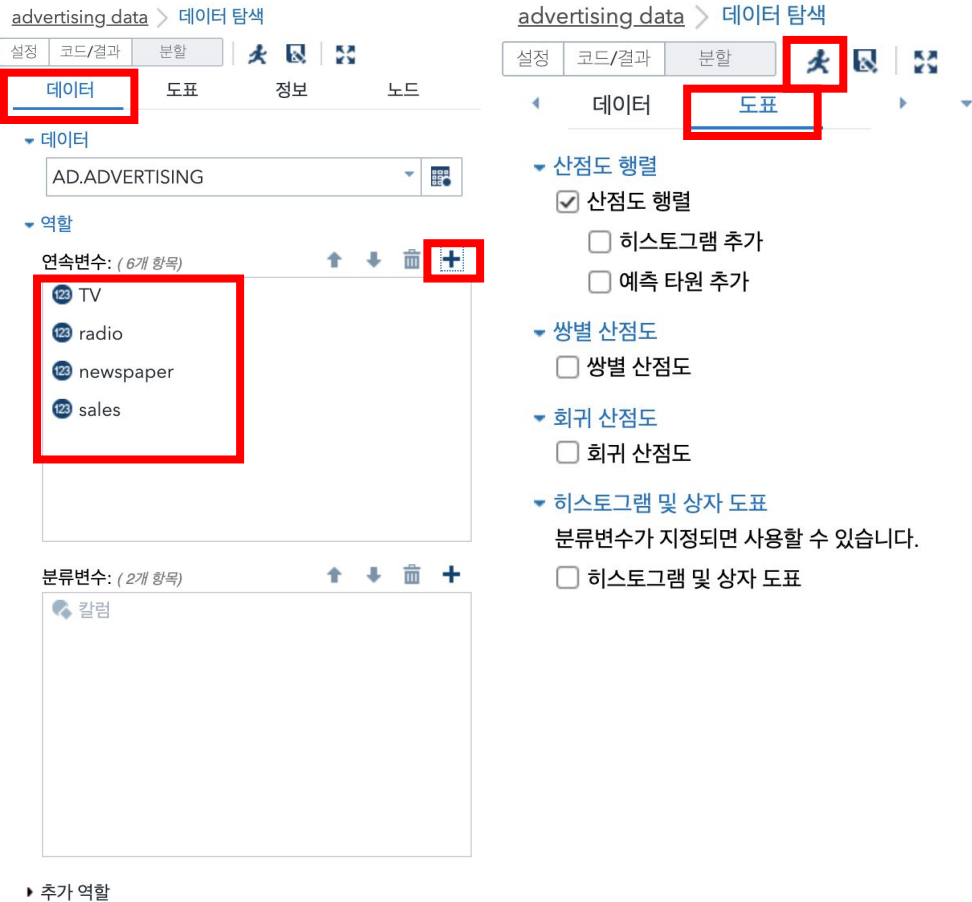 advertising data > 데이터 탐색
설정 코드/결과 분할
데이터 도표 정보 노드
데이터
AD.ADVERTISING
역할
연속변수: (6개 항목)
123 TV
123 radio
123 newspaper
123 sales
분류변수: (2개 항목)
칼럼
추가 역할
advertising data > 데이터 탐색
설정 코드/결과 분할
데이터 도표
산점도 행렬
산점도 행렬
히스토그램 추가
예측 타원 추가
쌍별 산점도
쌍별 산점도
회귀 산점도
회귀 산점도
히스토그램 및 상자 도표
분류변수가 지정되면 사용할 수 있습니다.
히스토그램 및 상자 도표